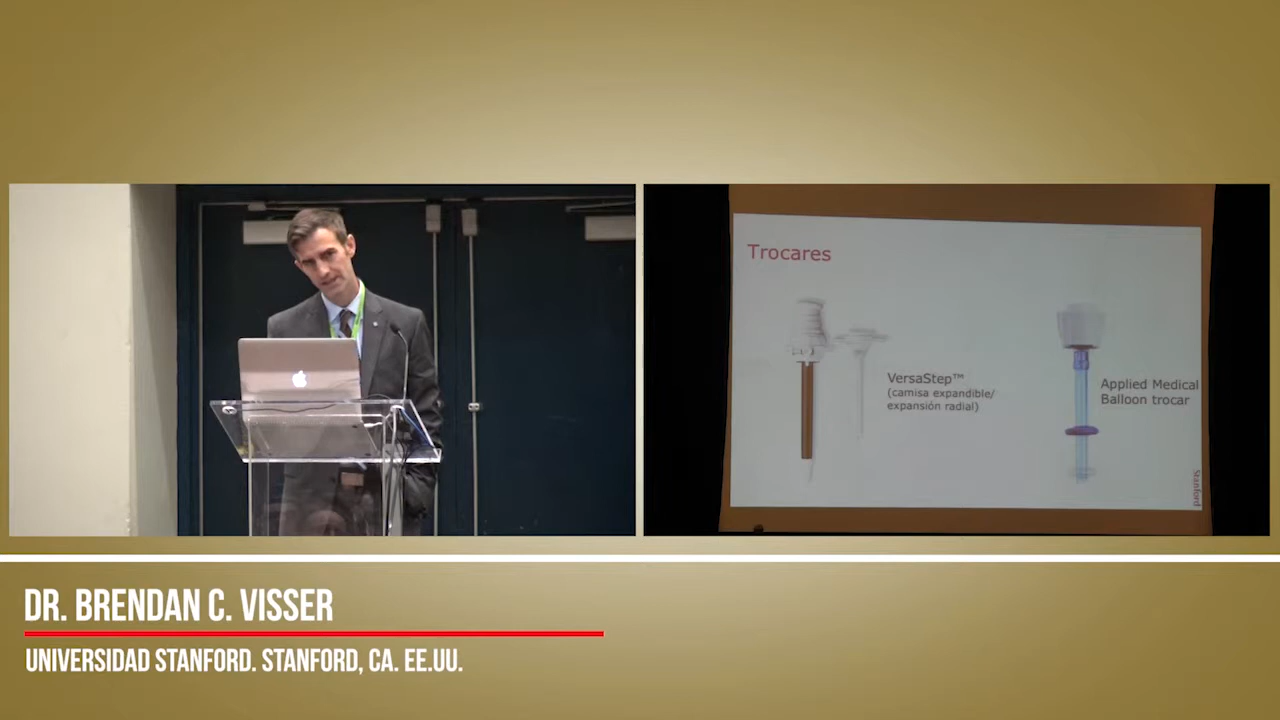 Trocares
VersaStep™
(camisa expandible/
expansión radial)
Applied Medical
Balloon trocar
Stanford
DR. BRENDAN C. VISSER
UNIVERSIDAD STANFORD. STANFORD, CA. EE.UU.